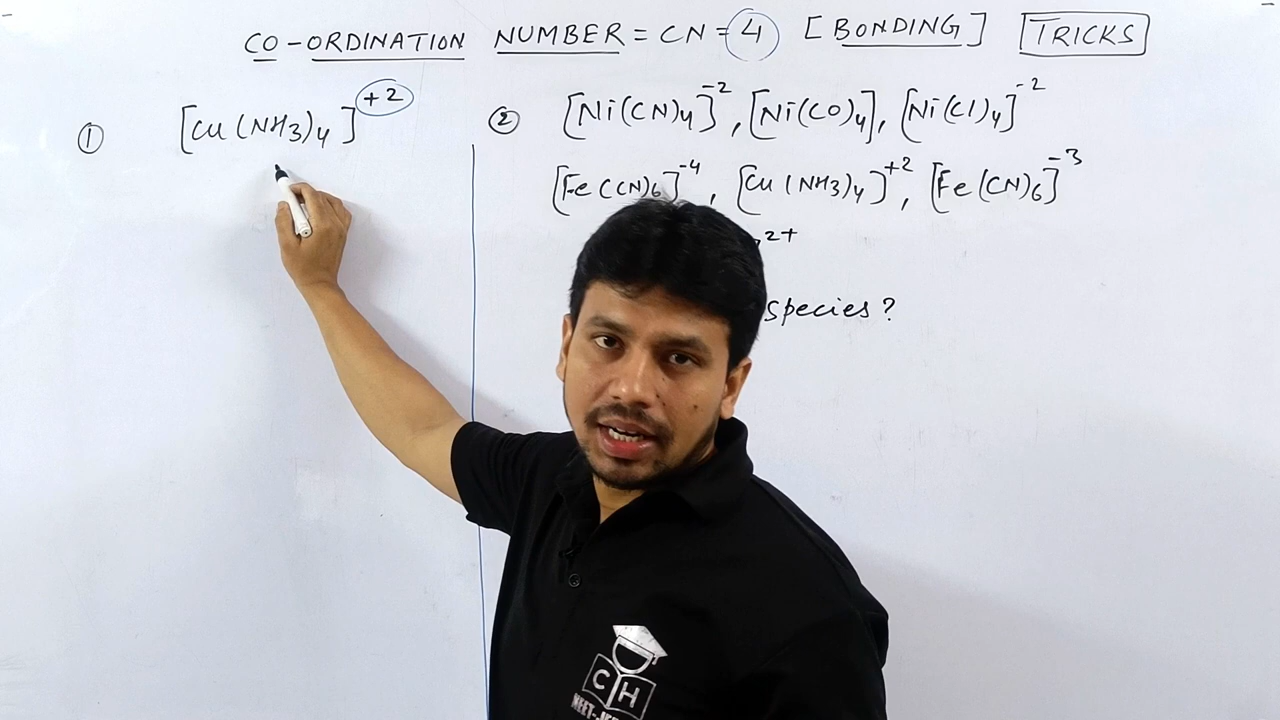 CO-ORDINATION NUMBER = CN = 4 [BONDING] TRICKS
① [Cu(NH3)4]+2
② [Ni(CN)4]-2, [Ni(CO)4], [Ni(Cl)4]-2
[Fe(CN)6]-4, [Cu(NH3)4]+2, [Fe(CN)6]-3
2+
species?
CH